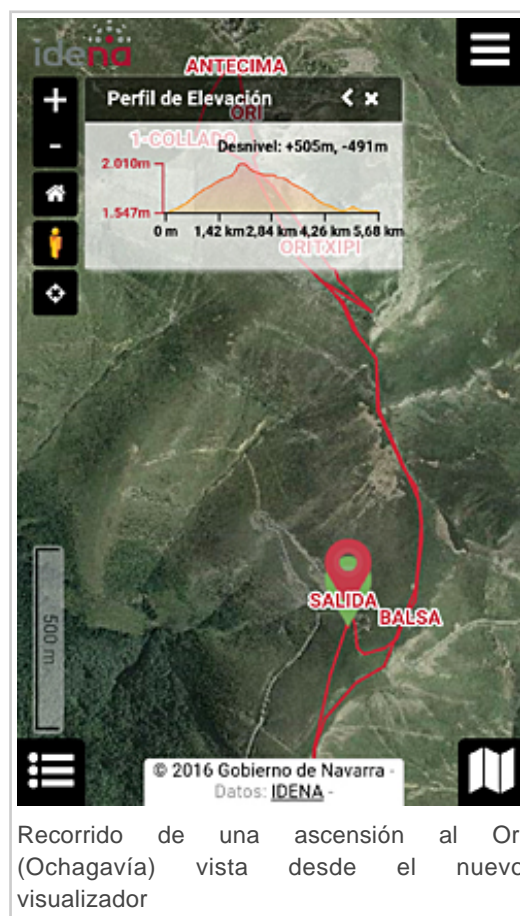 idena
ANTECIMA
Perfil de Elevación
ORI
1-COLLADO
Desnivel: +505m, -491m
2.010m
1.547m
0 m 1,42 km 2,84 km 4,26 km 5,68 km
ORITXIPI
SALIDA
BALSA
500 m
© 2016 Gobierno de Navarra -
Datos: IDENA -
Recorrido de una ascensión al Or
(Ochagavía) vista desde el nuevo
visualizador